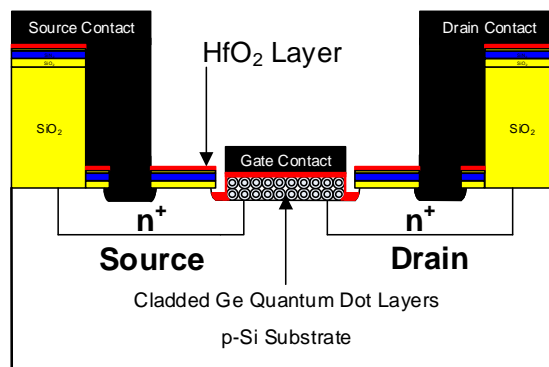 Source Contact
Drain Contact
HfO₂ Layer
SiO₂
SiO₂
SiO₂
SiO₂
Gate Contact
n⁺
n⁺
Source
Drain
Cladded Ge Quantum Dot Layers
p-Si Substrate